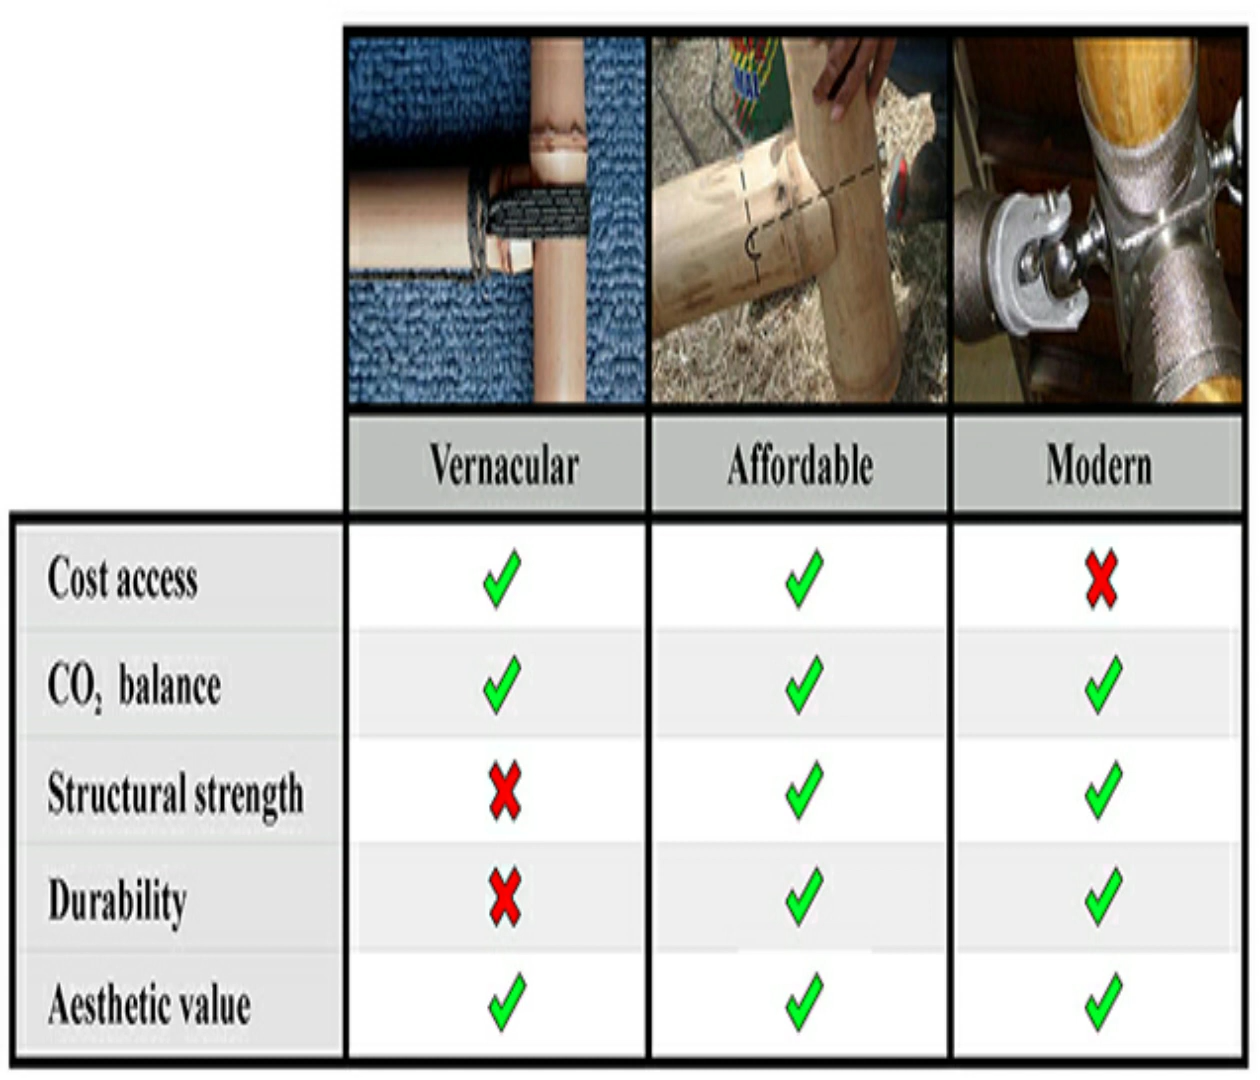 Vernacular
Affordable
Modern
Cost access
CO₂ balance
Structural strength
Durability
Aesthetic value